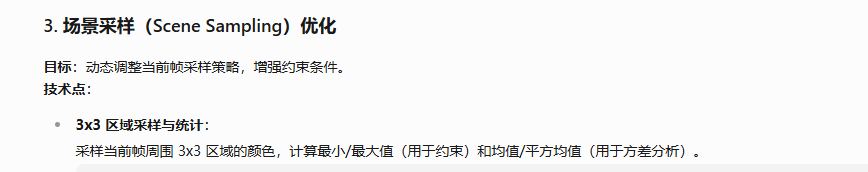 3. 场景采样（Scene Sampling）优化
目标：动态调整当前帧采样策略，增强约束条件。
技术点：
• 3x3 区域采样与统计：
采样当前帧周围 3x3 区域的颜色，计算最小/最大值（用于约束）和均值/平方均值（用于方差分析）。